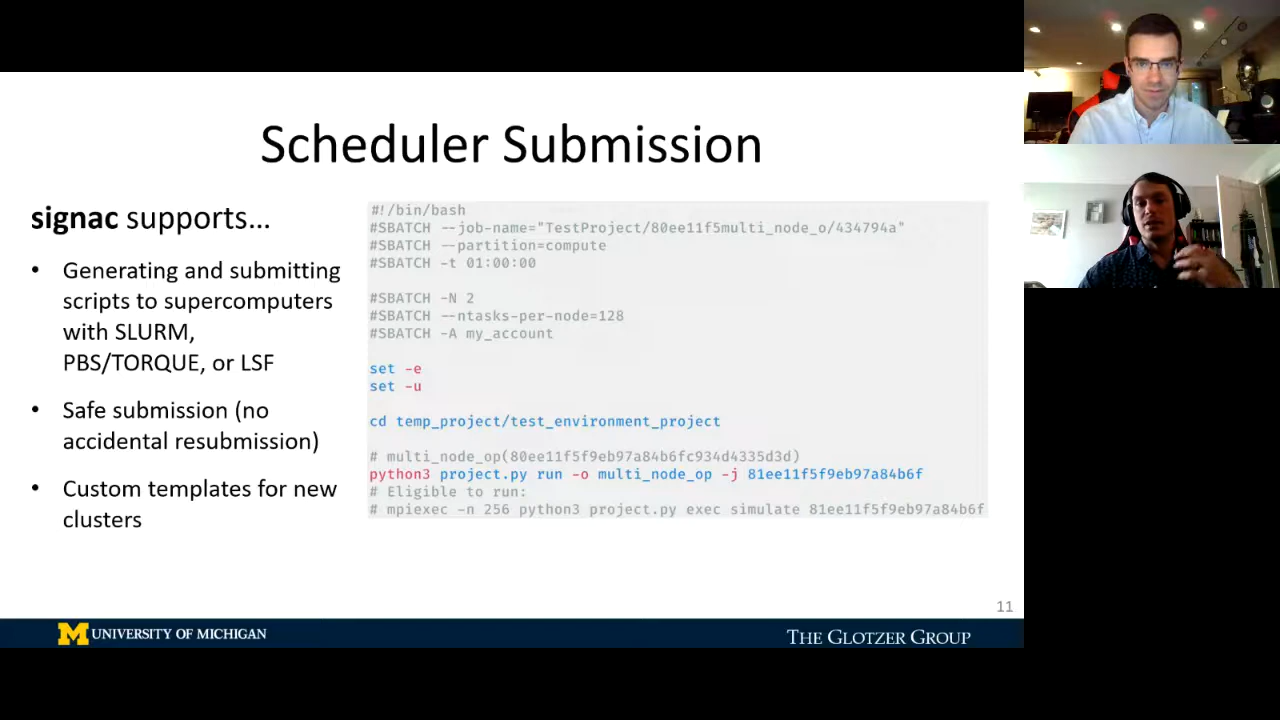 Scheduler Submission
signac supports...
• Generating and submitting
scripts to supercomputers
with SLURM,
PBS/TORQUE, or LSF
• Safe submission (no
accidental resubmission)
• Custom templates for new
clusters
#!/bin/bash
#SBATCH --job-name="TestProject/80ee11f5multi_node_o/434794a"
#SBATCH --partition=compute
#SBATCH -t 01:00:00
#SBATCH -N 2
#SBATCH --ntasks-per-node=128
#SBATCH -A my_account
set -e
set -u
cd temp_project/test_environment_project
# multi_node_op(80ee11f5f9eb97a84b6fc934d4335d3d)
python3 project.py run -o multi_node_op -j 81ee11f5f9eb97a84b6f
# Eligible to run:
# mpiexec -n 256 python3 project.py exec simulate 81ee11f5f9eb97a84b6f
11
M UNIVERSITY OF MICHIGAN
THE GLOTZER GROUP